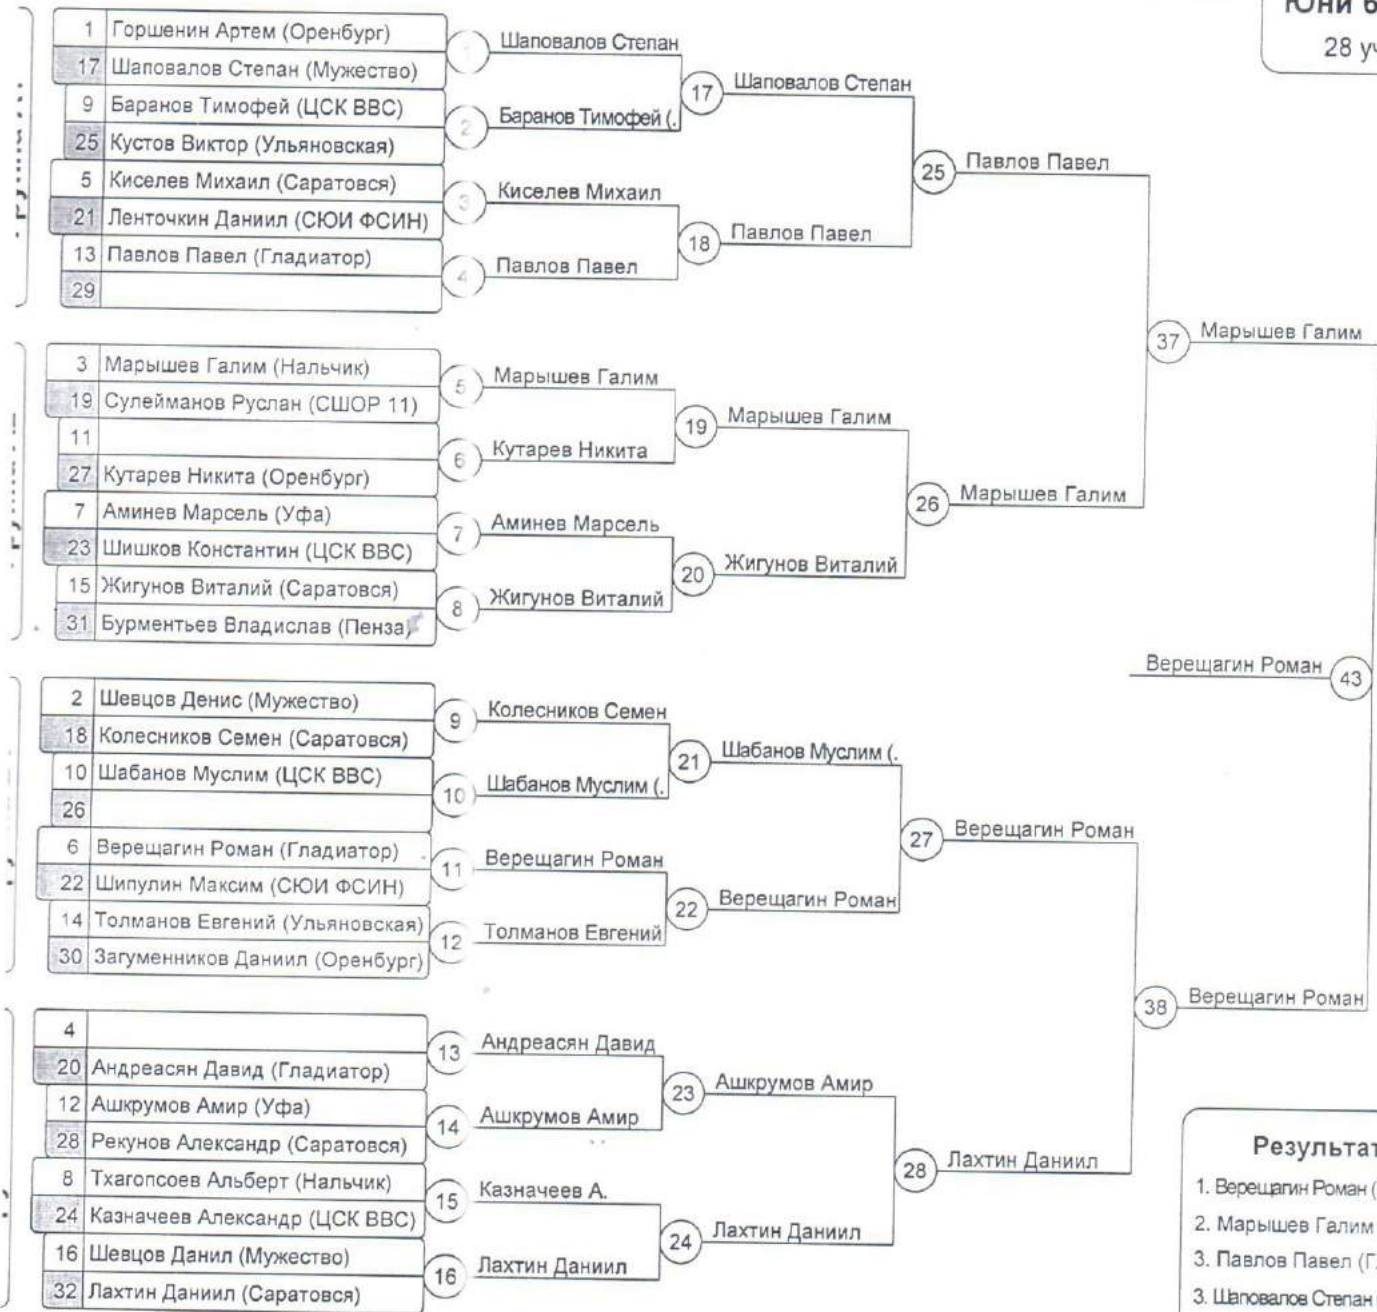 Юни 6
28 уч
1 Горшенин Артем (Оренбург)
17 Шаповалов Степан (Мужество)
9 Баранов Тимофей (ЦСК ВВС)
25 Кустов Виктор (Ульяновская)
5 Киселев Михаил (Саратовся)
21 Ленточкин Даниил (СЮИ ФСИН)
13 Павлов Павел (Гладиатор)
29
1 Шаповалов Степан
2 Баранов Тимофей (.
3 Киселев Михаил
4 Павлов Павел
17 Шаповалов Степан
18 Павлов Павел
25 Павлов Павел
3 Марышев Галим (Нальчик)
19 Сулейманов Руслан (СШОР 11)
11
27 Кутарев Никита (Оренбург)
7 Аминев Марсель (Уфа)
23 Шишков Константин (ЦСК ВВС)
15 Жигунов Виталий (Саратовся)
31 Бурментьев Владислав (Пенза)
5 Марышев Галим
6 Кутарев Никита
7 Аминев Марсель
8 Жигунов Виталий
19 Марышев Галим
20 Жигунов Виталий
26 Марышев Галим
37 Марышев Галим
Верещагин Роман 43
2 Шевцов Денис (Мужество)
18 Колесников Семен (Саратовся)
10 Шабанов Муслим (ЦСК ВВС)
26
6 Верещагин Роман (Гладиатор)
22 Шипулин Максим (СЮИ ФСИН)
14 Толманов Евгений (Ульяновская)
30 Загуменников Даниил (Оренбург)
9 Колесников Семен
10 Шабанов Муслим (.
11 Верещагин Роман
12 Толманов Евгений
21 Шабанов Муслим (.
22 Верещагин Роман
27 Верещагин Роман
38 Верещагин Роман
4
20 Андреасян Давид (Гладиатор)
12 Ашкрумов Амир (Уфа)
28 Рекунов Александр (Саратовся)
8 Тхагопсоев Альберт (Нальчик)
24 Казначеев Александр (ЦСК ВВС)
16 Шевцов Данил (Мужество)
32 Лахтин Даниил (Саратовся)
13 Андреасян Давид
14 Ашкрумов Амир
15 Казначеев А.
16 Лахтин Даниил
23 Ашкрумов Амир
24 Лахтин Даниил
28 Лахтин Даниил
Результат
1. Верещагин Роман (
2. Марышев Галим
3. Павлов Павел (Г.
3. Шаповалов Степан